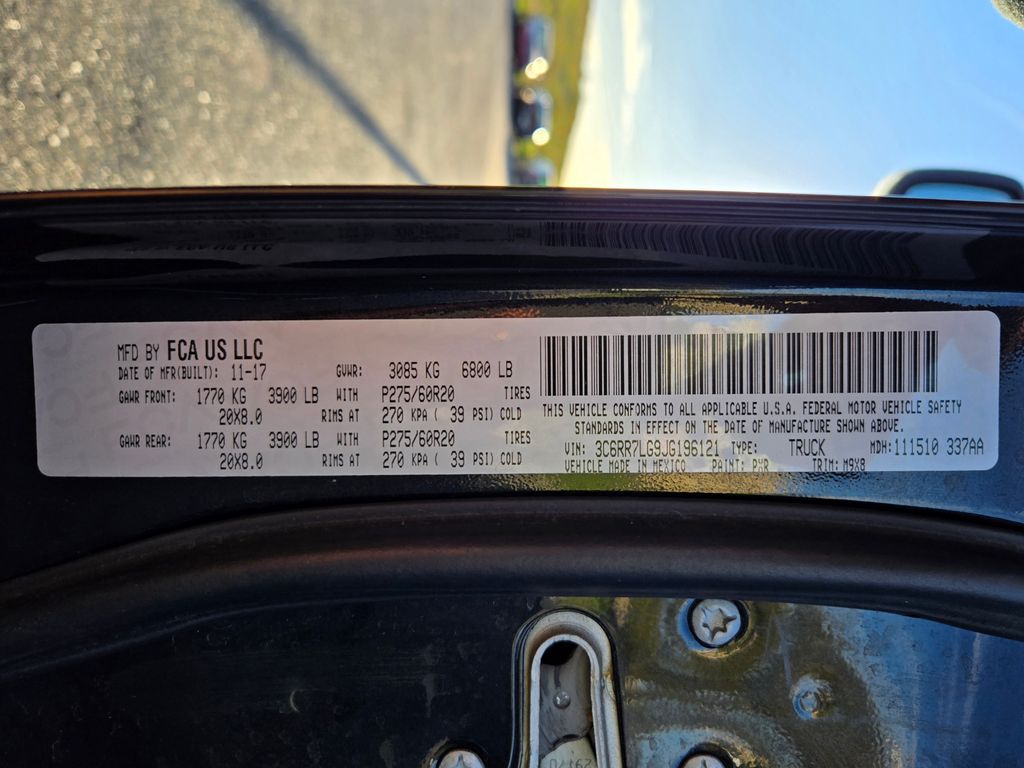 MFD BY FCA US LLC
DATE OF MFR(BUILT): 11-17 GVWR: 3085 KG 6800 LB
GAWR FRONT: 1770 KG 3900 LB WITH P275/60R20 TIRES
20X8.0 RIMS AT 270 KPA ( 39 PSI) COLD
GAWR REAR: 1770 KG 3900 LB WITH P275/60R20 TIRES
20X8.0 RIMS AT 270 KPA ( 39 PSI) COLD
THIS VEHICLE CONFORMS TO ALL APPLICABLE U.S.A. FEDERAL MOTOR VEHICLE SAFETY
STANDARDS IN EFFECT ON THE DATE OF MANUFACTURE SHOWN ABOVE.
VIN: 3C6RR7LG9JG196121 TYPE: TRUCK MDH: 111510 337AA
VEHICLE MADE IN MEXICO PAINT: PXR TRIM: M9X8